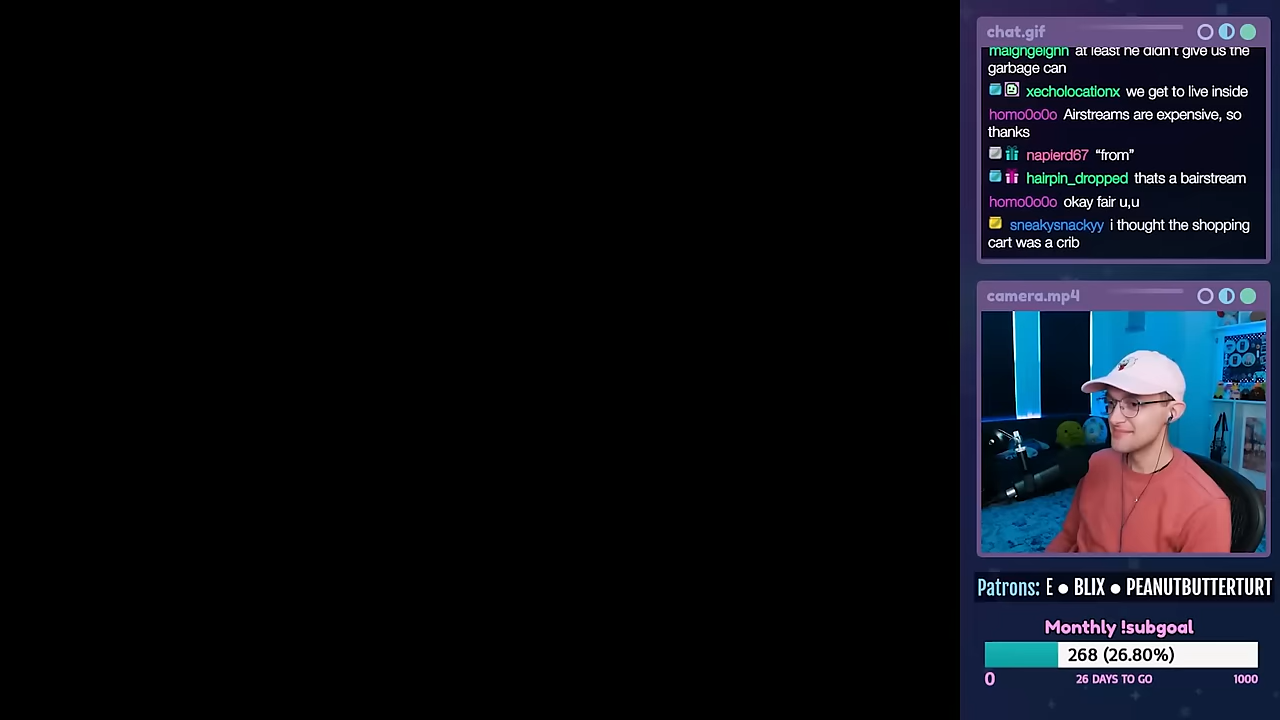 chat.gif
maighgeighh at least he didn't give us the
garbage can
xecholocationx we get to live inside
homo0o0o Airstreams are expensive, so
thanks
napierd67 “from”
hairpin_dropped thats a bairstream
homo0o0o okay fair u,u
sneakysnackyy i thought the shopping
cart was a crib
camera.mp4
Patrons: E ● BLIX ● PEANUTBUTTERTURT
Monthly !subgoal
268 (26.80%)
0 26 DAYS TO GO 1000